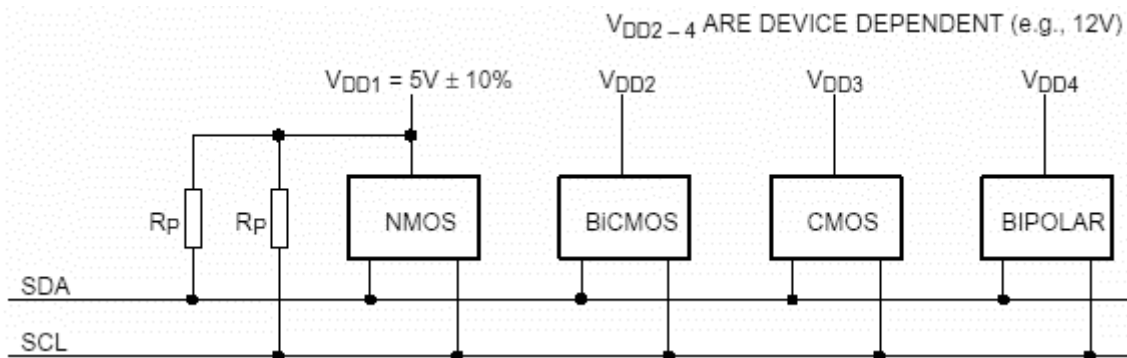 VDD2 – 4 ARE DEVICE DEPENDENT (e.g., 12V)
VDD1 = 5V ± 10% VDD2 VDD3 VDD4
RP RP NMOS BiCMOS CMOS BIPOLAR
SDA
SCL